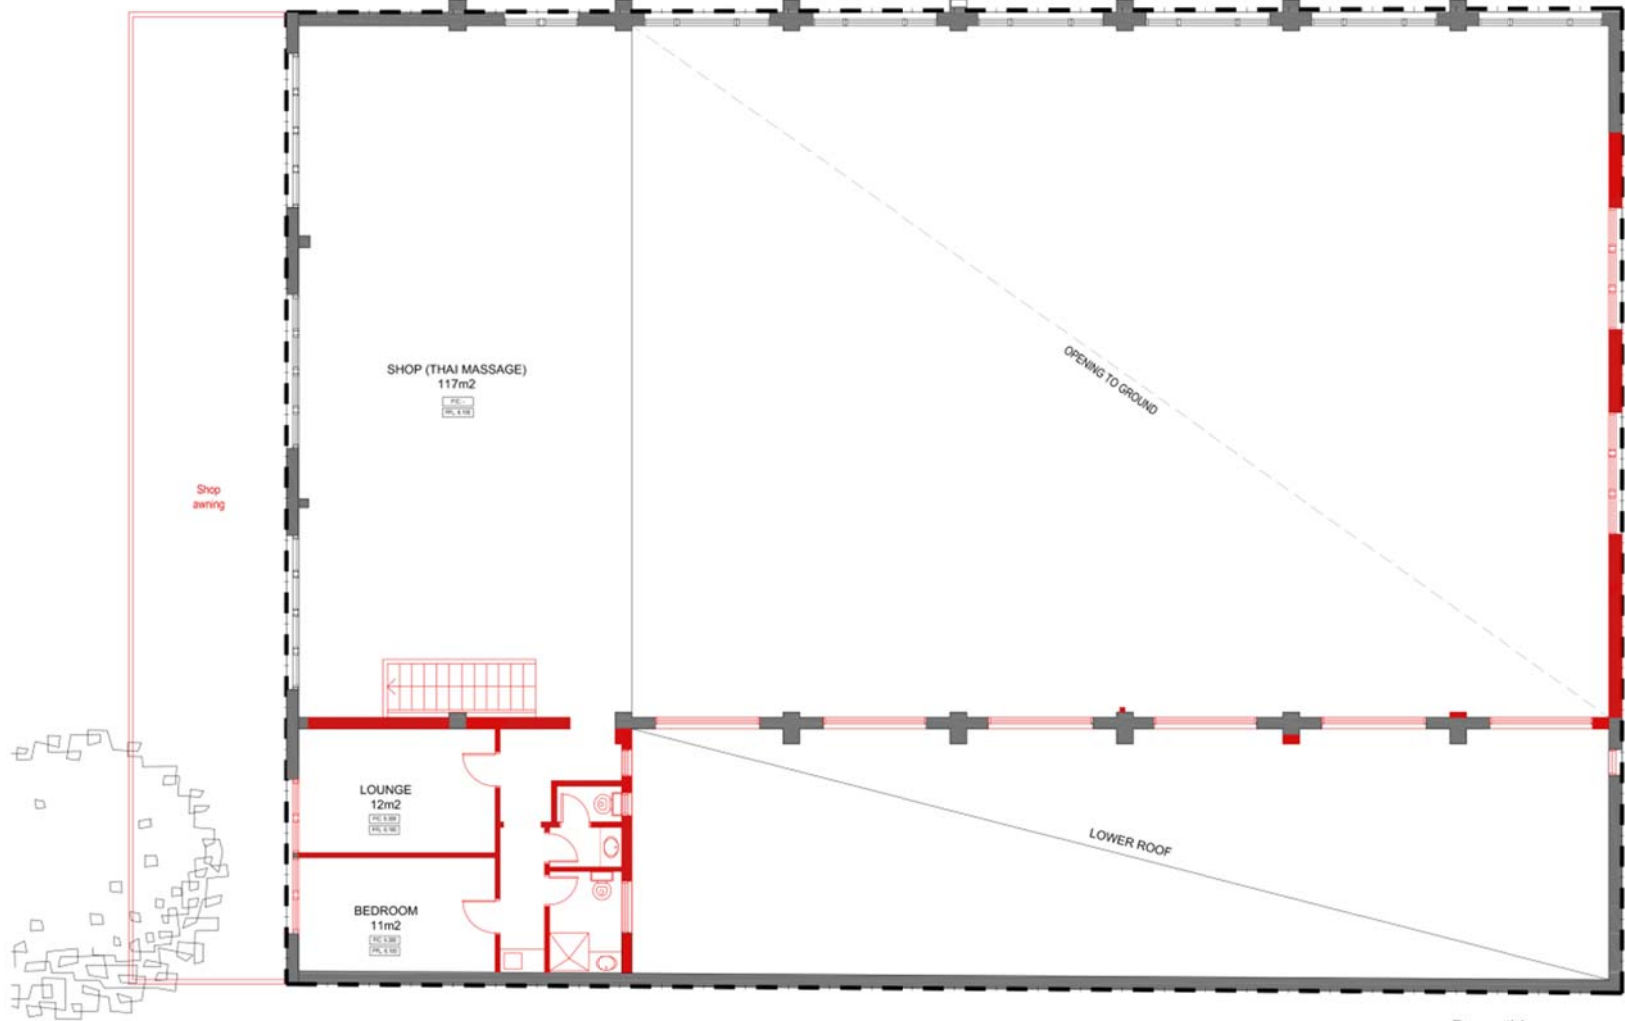 SHOP (THAI MASSAGE)
117m2
OPENING TO GROUND
Shop
awning
LOUNGE
12m2
LOWER ROOF
BEDROOM
11m2